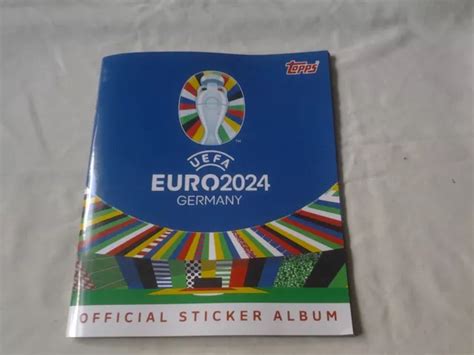 Topps
UEFA
EURO2024
GERMANY
OFFICIAL STICKER ALBUM